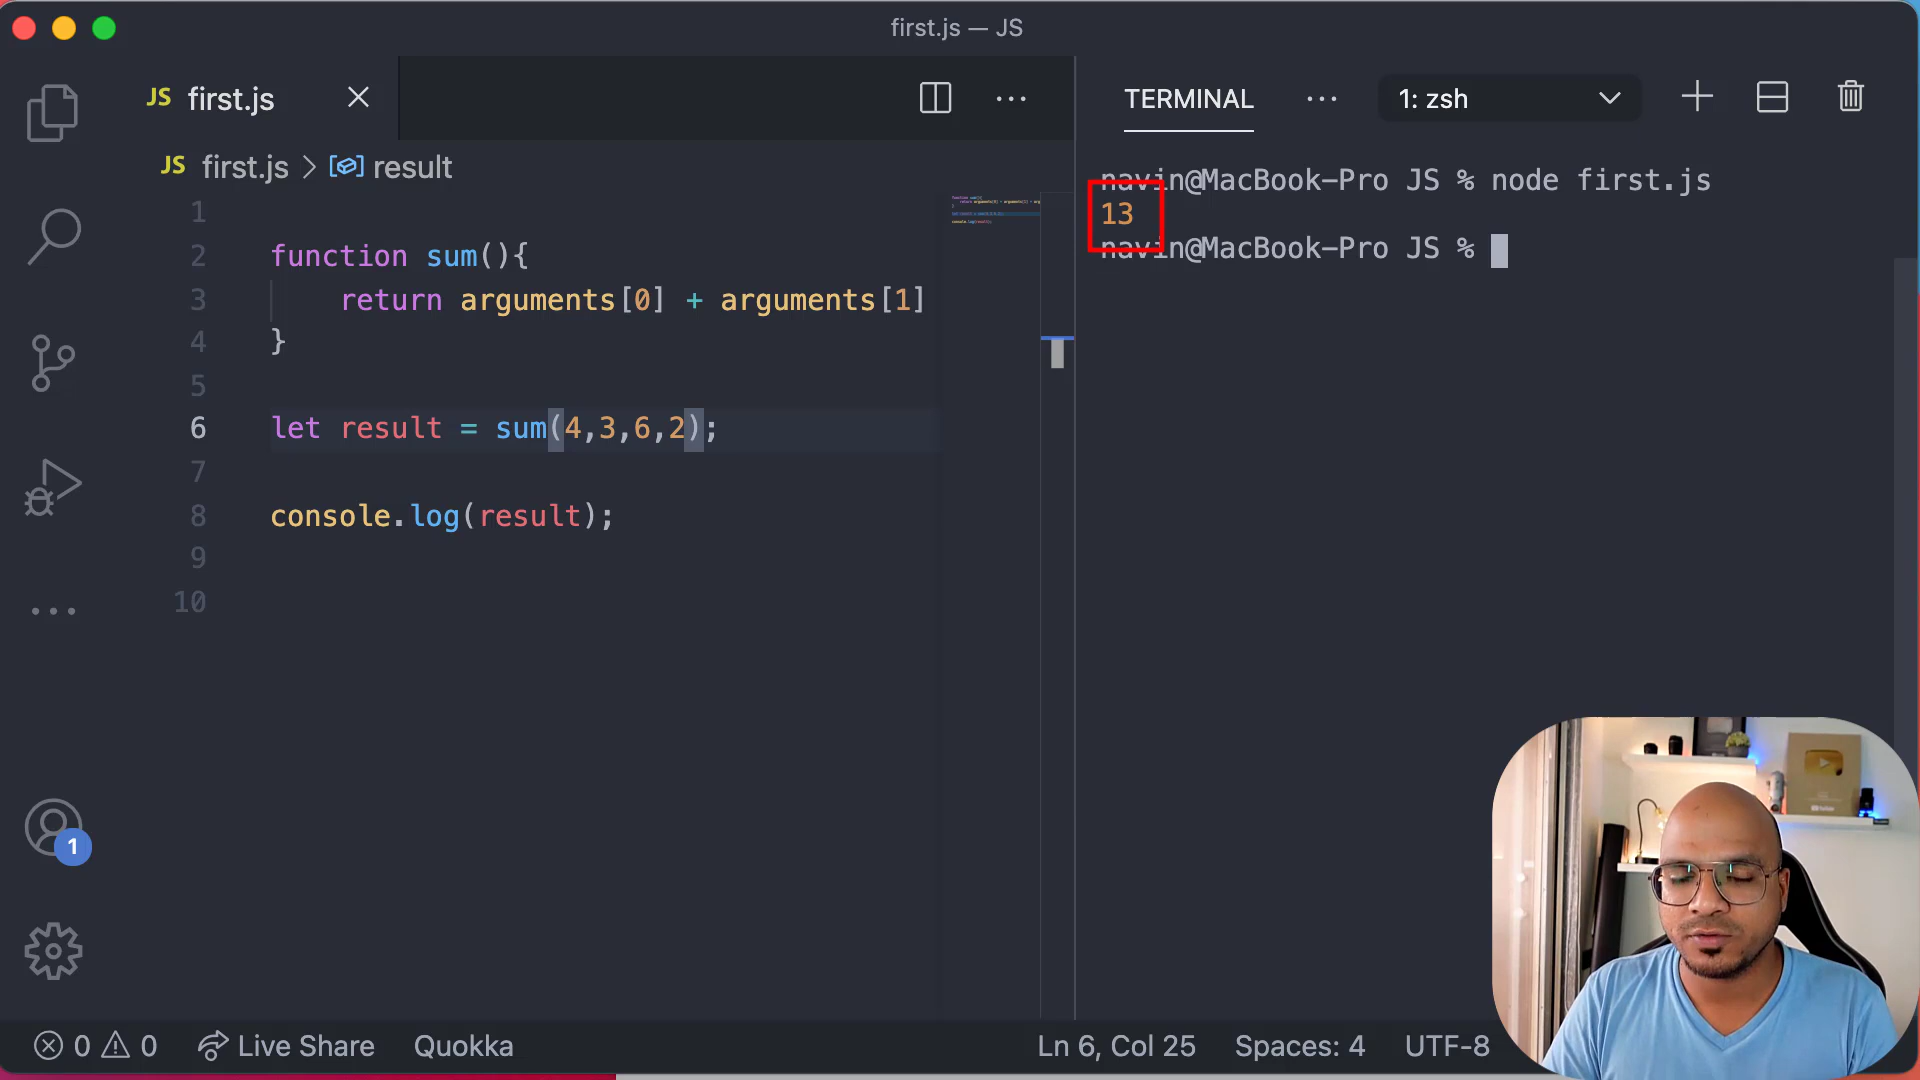 first.js — JS
JS first.js
JS first.js > result
1
2 function sum(){
3 return arguments[0] + arguments[1]
4 }
5
6 let result = sum(4,3,6,2);
7
8 console.log(result);
9
10
TERMINAL
1: zsh
navin@MacBook-Pro JS % node first.js
13
navin@MacBook-Pro JS %
1
0 0 Live Share Quokka Ln 6, Col 25 Spaces: 4 UTF-8